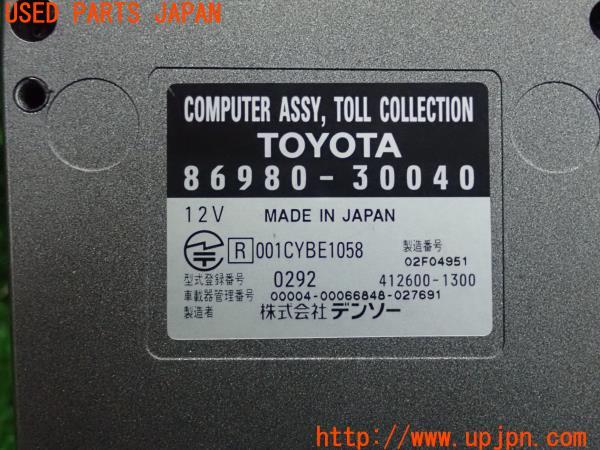 USED PARTS JAPAN
COMPUTER ASSY, TOLL COLLECTION
TOYOTA
86980-30040
12V MADE IN JAPAN
R 001CYBE1058 製造番号
02F04951
型式登録番号 0292 412600-1300
車載器管理番号 00004-00066848-027691
製造者 株式会社 デンソー
http://www.upjpn.com/